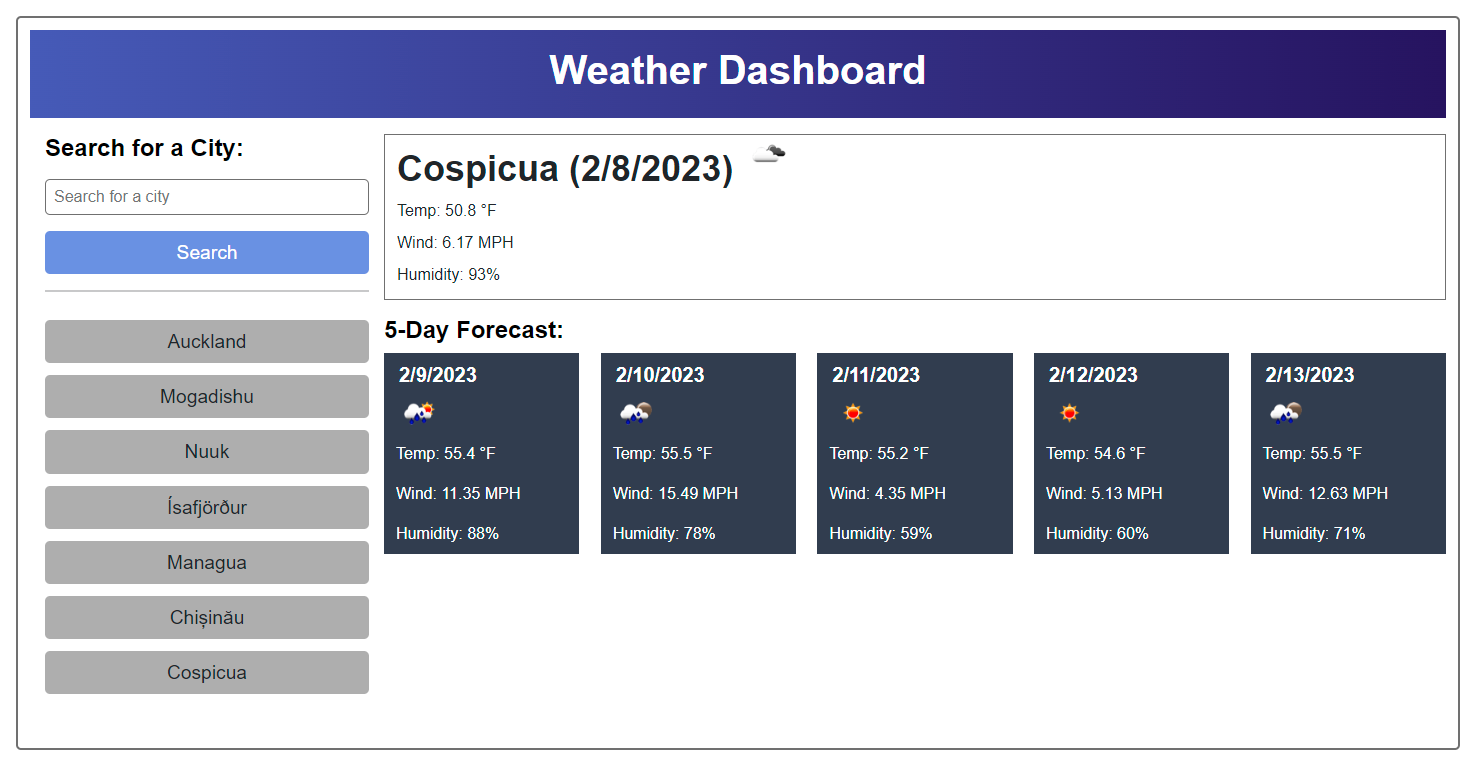 Weather Dashboard
Search for a City:
Search for a city
Search
Auckland
Mogadishu
Nuuk
Ísafjörður
Managua
Chișinău
Cospicua
Cospicua (2/8/2023)
Temp: 50.8 °F
Wind: 6.17 MPH
Humidity: 93%
5-Day Forecast:
2/9/2023
Temp: 55.4 °F
Wind: 11.35 MPH
Humidity: 88%
2/10/2023
Temp: 55.5 °F
Wind: 15.49 MPH
Humidity: 78%
2/11/2023
Temp: 55.2 °F
Wind: 4.35 MPH
Humidity: 59%
2/12/2023
Temp: 54.6 °F
Wind: 5.13 MPH
Humidity: 60%
2/13/2023
Temp: 55.5 °F
Wind: 12.63 MPH
Humidity: 71%